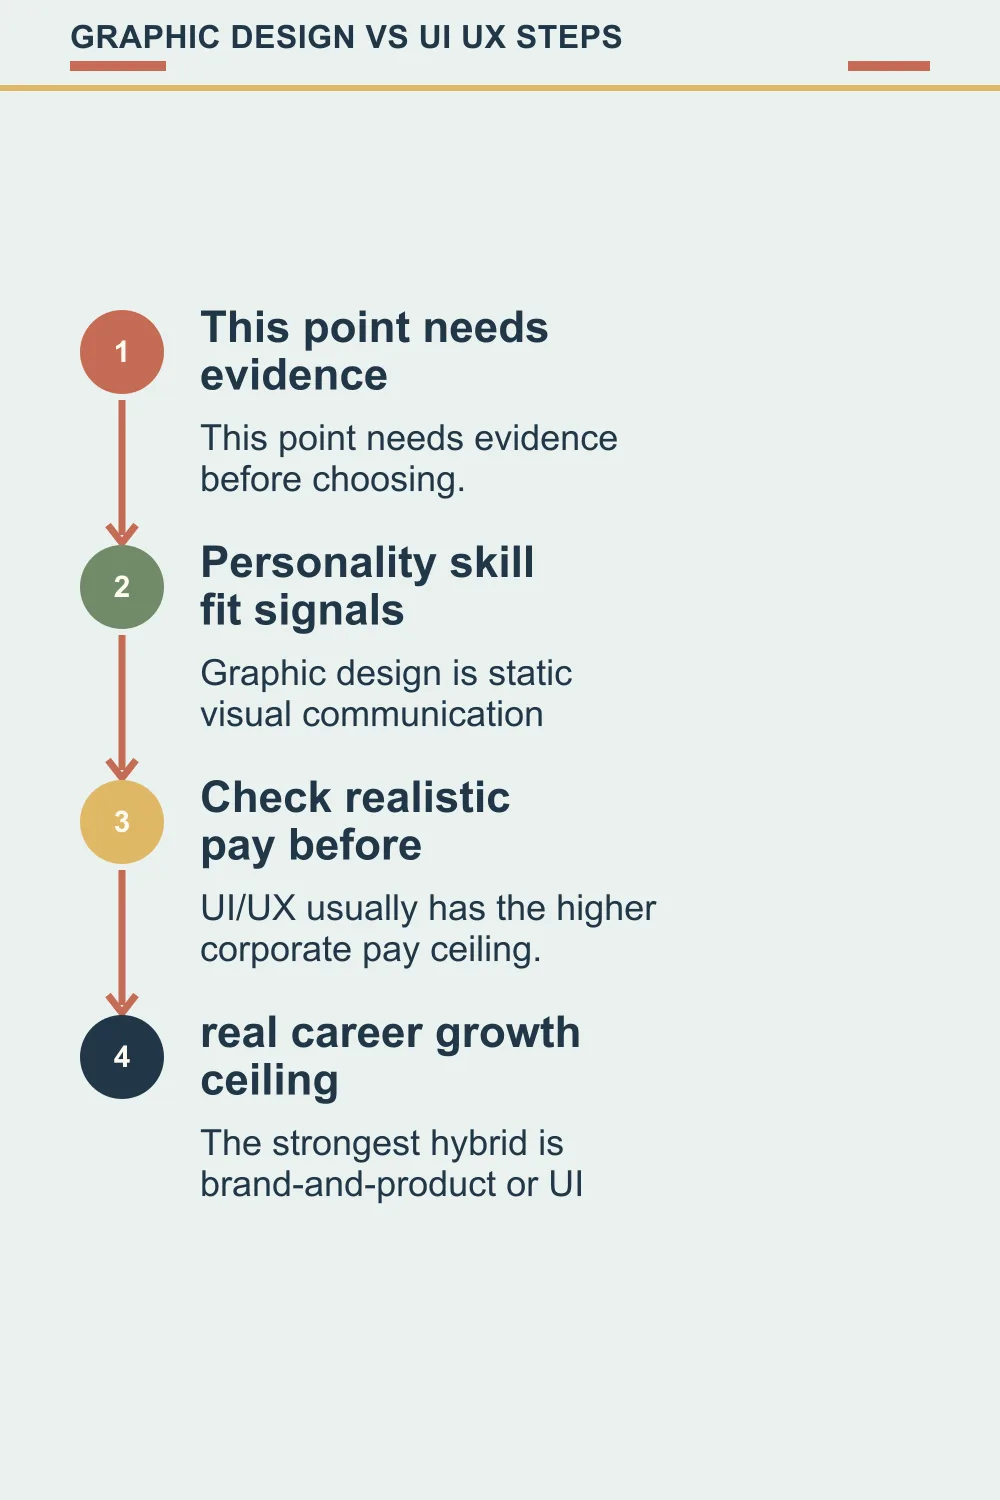 GRAPHIC DESIGN VS UI UX STEPS
1
This point needs
evidence
This point needs evidence
before choosing.
2
Personality skill
fit signals
Graphic design is static
visual communication
3
Check realistic
pay before
UI/UX usually has the higher
corporate pay ceiling.
4
real career growth
ceiling
The strongest hybrid is
brand-and-product or UI